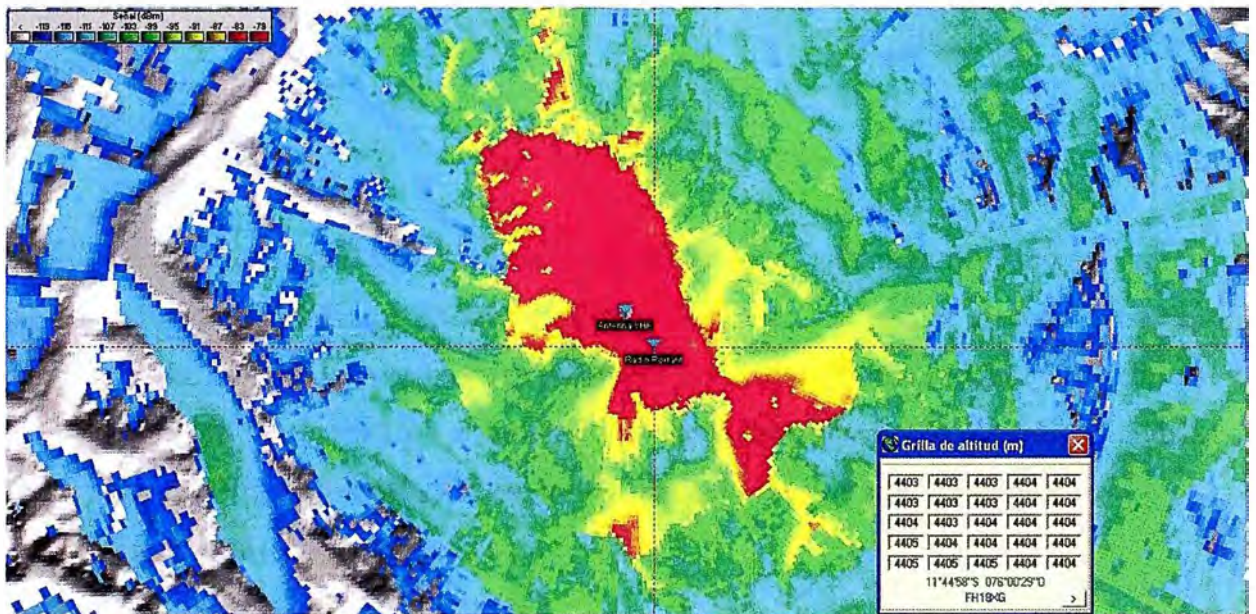 Señal (dBm)
< -119 -115 -111 -107 -103 -99 -95 -91 -87 -83 -79
Grilla de altitud (m)
4403 4403 4403 4404 4404
4403 4403 4403 4404 4404
4404 4403 4404 4404 4404
4405 4404 4404 4404 4404
4405 4405 4404 4404 4404
11°44'58"S 076°00'29"O
FH18XG >